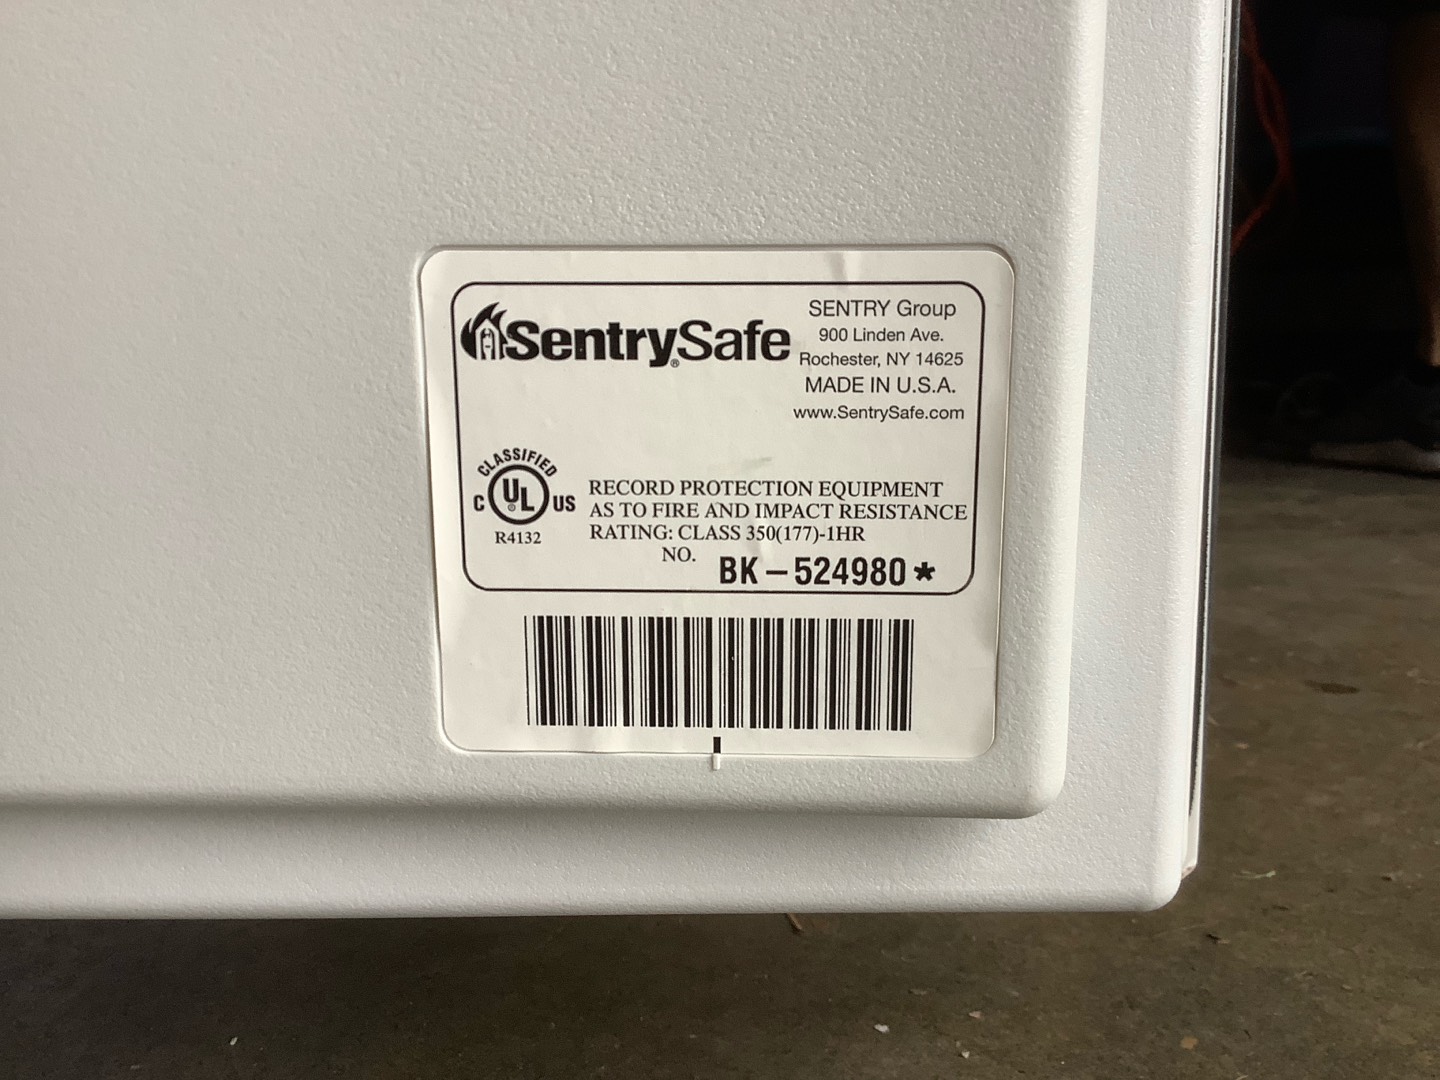 SentrySafe®
SENTRY Group
900 Linden Ave.
Rochester, NY 14625
MADE IN U.S.A.
www.SentrySafe.com
CLASSIFIED
C UL® US
R4132
RECORD PROTECTION EQUIPMENT
AS TO FIRE AND IMPACT RESISTANCE
RATING: CLASS 350(177)-1HR
NO. BK–524980*